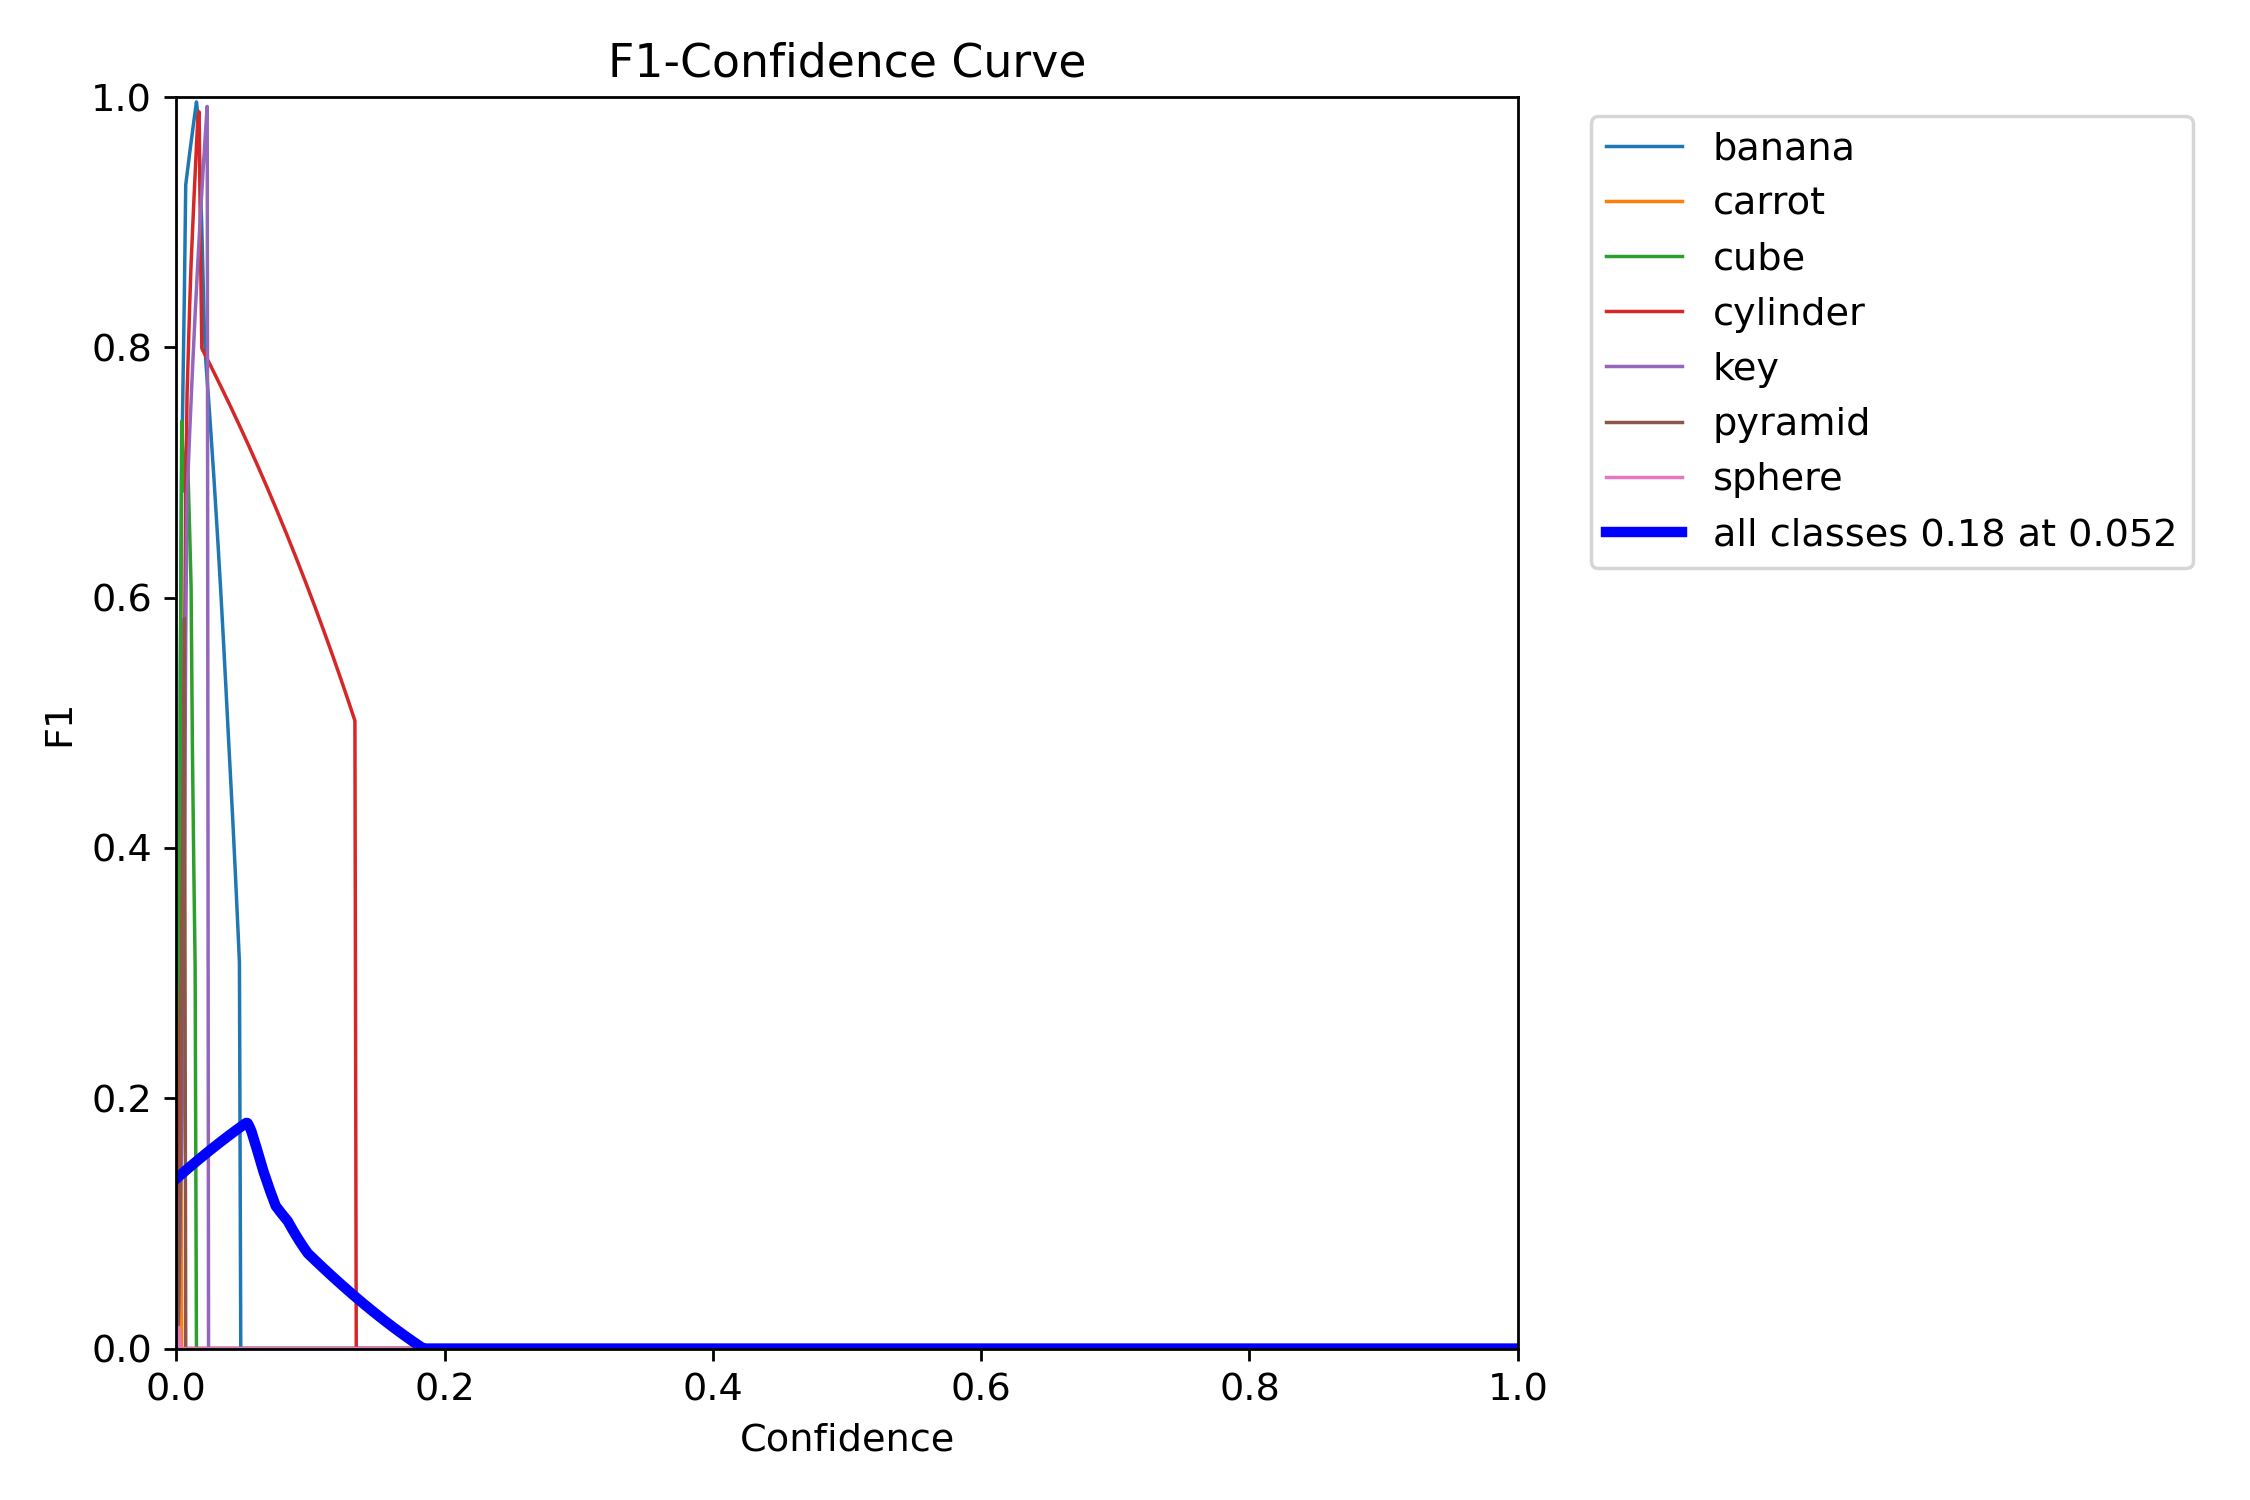 F1-Confidence Curve
1.0
0.8
0.6
0.4
0.2
0.0
F1
0.0 0.2 0.4 0.6 0.8 1.0
Confidence
banana
carrot
cube
cylinder
key
pyramid
sphere
all classes 0.18 at 0.052